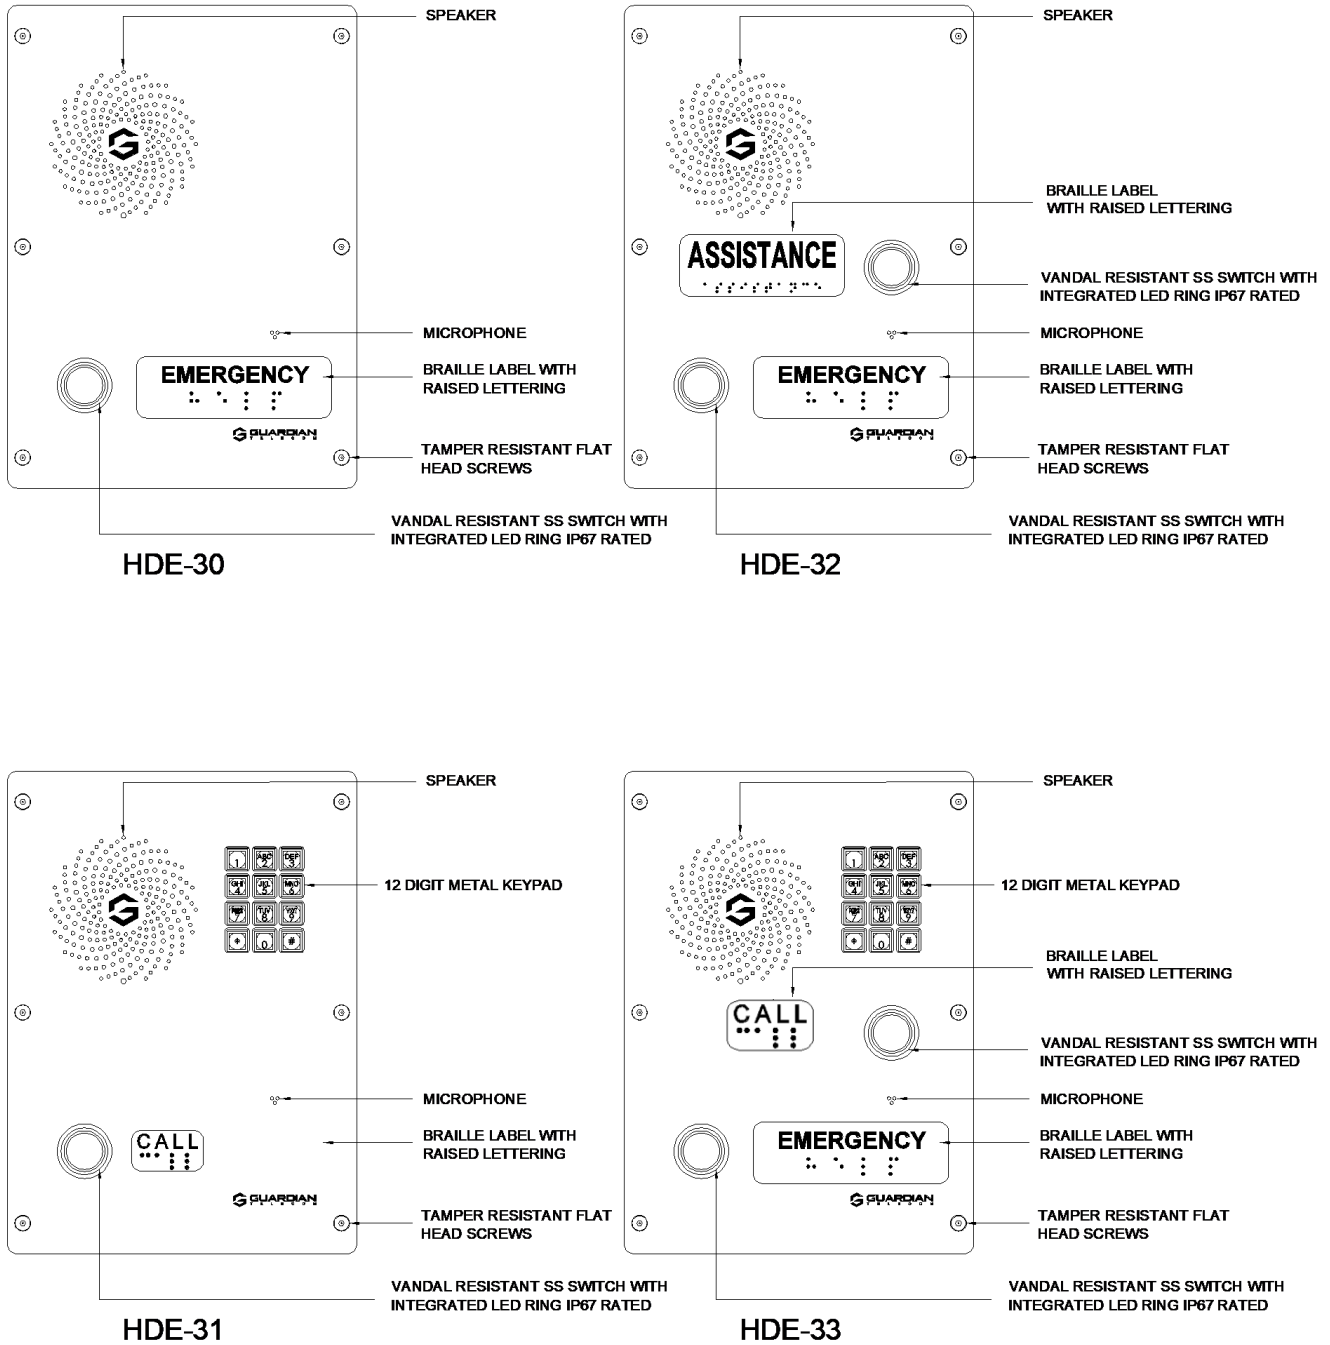 SPEAKER
MICROPHONE
EMERGENCY
BRAILLE LABEL WITH
RAISED LETTERING
GUARDIAN
TELECOM
TAMPER RESISTANT FLAT
HEAD SCREWS
VANDAL RESISTANT SS SWITCH WITH
INTEGRATED LED RING IP67 RATED
HDE-30
SPEAKER
BRAILLE LABEL
WITH RAISED LETTERING
ASSISTANCE
VANDAL RESISTANT SS SWITCH WITH
INTEGRATED LED RING IP67 RATED
MICROPHONE
EMERGENCY
BRAILLE LABEL WITH
RAISED LETTERING
GUARDIAN
TELECOM
TAMPER RESISTANT FLAT
HEAD SCREWS
VANDAL RESISTANT SS SWITCH WITH
INTEGRATED LED RING IP67 RATED
HDE-32
SPEAKER
1 ABC 2 DEF 3
GHI 4 JKL 5 MNO 6
7 TUV 8 9
* 0 #
12 DIGIT METAL KEYPAD
MICROPHONE
CALL
BRAILLE LABEL WITH
RAISED LETTERING
GUARDIAN
TELECOM
TAMPER RESISTANT FLAT
HEAD SCREWS
VANDAL RESISTANT SS SWITCH WITH
INTEGRATED LED RING IP67 RATED
HDE-31
SPEAKER
1 ABC 2 DEF 3
GHI 4 JKL 5 MNO 6
7 TUV 8 9
* 0 #
12 DIGIT METAL KEYPAD
BRAILLE LABEL
WITH RAISED LETTERING
CALL
VANDAL RESISTANT SS SWITCH WITH
INTEGRATED LED RING IP67 RATED
MICROPHONE
EMERGENCY
BRAILLE LABEL WITH
RAISED LETTERING
GUARDIAN
TELECOM
TAMPER RESISTANT FLAT
HEAD SCREWS
VANDAL RESISTANT SS SWITCH WITH
INTEGRATED LED RING IP67 RATED
HDE-33